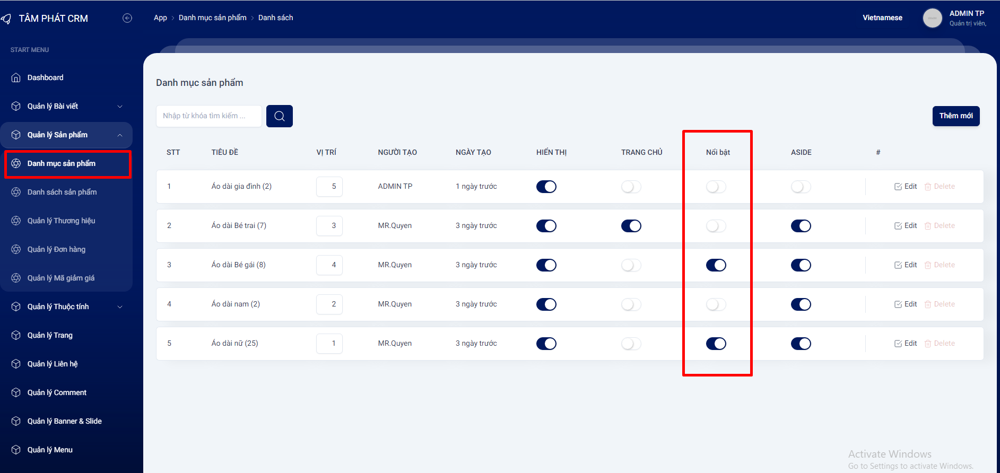 TÂM PHÁT CRM
App > Danh mục sản phẩm > Danh sách
Vietnamese
ADMIN TP
Quản trị viên,
START MENU
Dashboard
Quản lý Bài viết
Quản lý Sản phẩm
Danh mục sản phẩm
Danh sách sản phẩm
Quản lý Thương hiệu
Quản lý Đơn hàng
Quản lý Mã giảm giá
Quản lý Thuộc tính
Quản lý Trang
Quản lý Liên hệ
Quản lý Comment
Quản lý Banner & Slide
Quản lý Menu
Danh mục sản phẩm
Nhập từ khóa tìm kiếm ...
Thêm mới
STT TIÊU ĐỀ VỊ TRÍ NGƯỜI TẠO NGÀY TẠO HIỂN THỊ TRANG CHỦ Nổi bật ASIDE #
1 Áo dài gia đình (2) 5 ADMIN TP 1 ngày trước Edit Delete
2 Áo dài Bé trai (7) 3 MR.Quyen 3 ngày trước Edit Delete
3 Áo dài Bé gái (8) 4 MR.Quyen 3 ngày trước Edit Delete
4 Áo dài nam (2) 2 MR.Quyen 3 ngày trước Edit Delete
5 Áo dài nữ (25) 1 MR.Quyen 3 ngày trước Edit Delete
Activate Windows
Go to Settings to activate Windows.